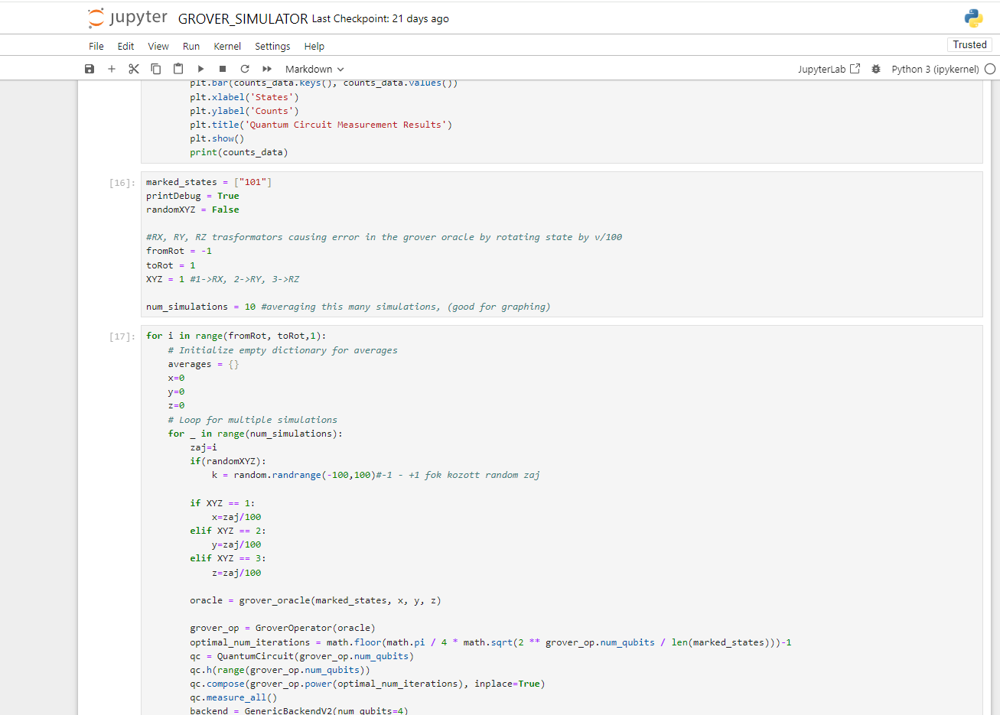 jupyter GROVER_SIMULATOR Last Checkpoint: 21 days ago
File Edit View Run Kernel Settings Help Trusted
Markdown JupyterLab Python 3 (ipykernel)
plt.bar(counts_data.keys(), counts_data.values())
plt.xlabel('States')
plt.ylabel('Counts')
plt.title('Quantum Circuit Measurement Results')
plt.show()
print(counts_data)
[16]: marked_states = ["101"]
printDebug = True
randomXYZ = False
#RX, RY, RZ trasformators causing error in the grover oracle by rotating state by v/100
fromRot = -1
toRot = 1
XYZ = 1 #1->RX, 2->RY, 3->RZ
num_simulations = 10 #averaging this many simulations, (good for graphing)
[17]: for i in range(fromRot, toRot,1):
# Initialize empty dictionary for averages
averages = {}
x=0
y=0
z=0
# Loop for multiple simulations
for _ in range(num_simulations):
zaj=i
if(randomXYZ):
k = random.randrange(-100,100)#-1 - +1 fok kozott random zaj
if XYZ == 1:
x=zaj/100
elif XYZ == 2:
y=zaj/100
elif XYZ == 3:
z=zaj/100
oracle = grover_oracle(marked_states, x, y, z)
grover_op = GroverOperator(oracle)
optimal_num_iterations = math.floor(math.pi / 4 * math.sqrt(2 ** grover_op.num_qubits / len(marked_states)))-1
qc = QuantumCircuit(grover_op.num_qubits)
qc.h(range(grover_op.num_qubits))
qc.compose(grover_op.power(optimal_num_iterations), inplace=True)
qc.measure_all()
backend = GenericBackendV2(num_qubits=4)